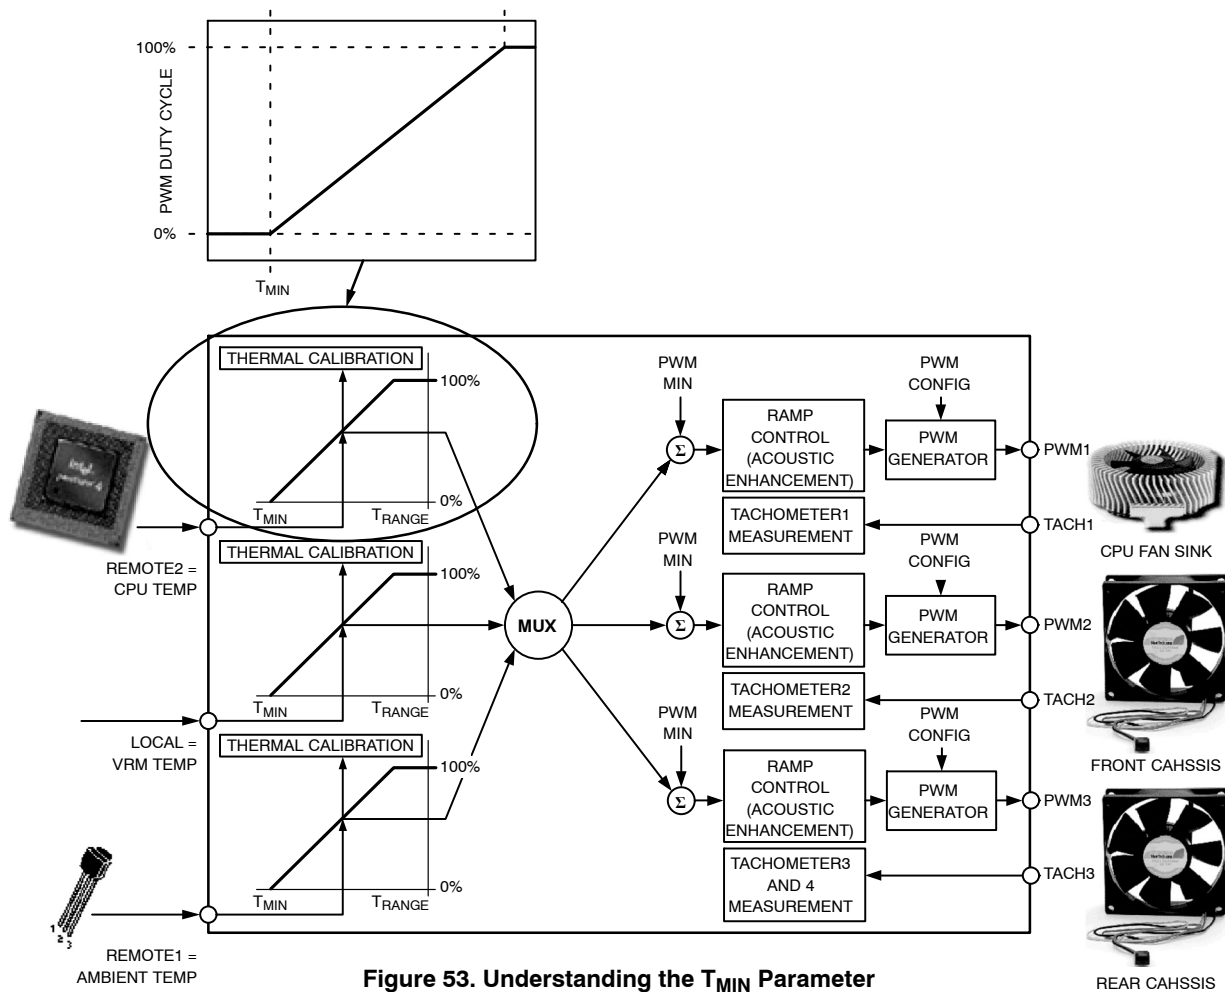 100%
PWM DUTY CYCLE
0%
TMIN
THERMAL CALIBRATION
100%
0%
TMIN
TRANGE
REMOTE2 =
CPU TEMP
THERMAL CALIBRATION
100%
0%
TMIN
TRANGE
LOCAL =
VRM TEMP
THERMAL CALIBRATION
100%
0%
TMIN
TRANGE
1
2
3
REMOTE1 =
AMBIENT TEMP
intel
pentium 4
MUX
PWM
MIN
Σ
RAMP
CONTROL
(ACOUSTIC
ENHANCEMENT)
PWM
CONFIG
PWM
GENERATOR
PWM1
TACHOMETER1
MEASUREMENT
TACH1
CPU FAN SINK
PWM
MIN
Σ
RAMP
CONTROL
(ACOUSTIC
ENHANCEMENT)
PWM
CONFIG
PWM
GENERATOR
PWM2
TACHOMETER2
MEASUREMENT
TACH2
FRONT CAHSSIS
PWM
MIN
Σ
RAMP
CONTROL
(ACOUSTIC
ENHANCEMENT)
PWM
CONFIG
PWM
GENERATOR
PWM3
TACHOMETER3
AND 4
MEASUREMENT
TACH3
REAR CAHSSIS
Figure 53. Understanding the TMIN Parameter